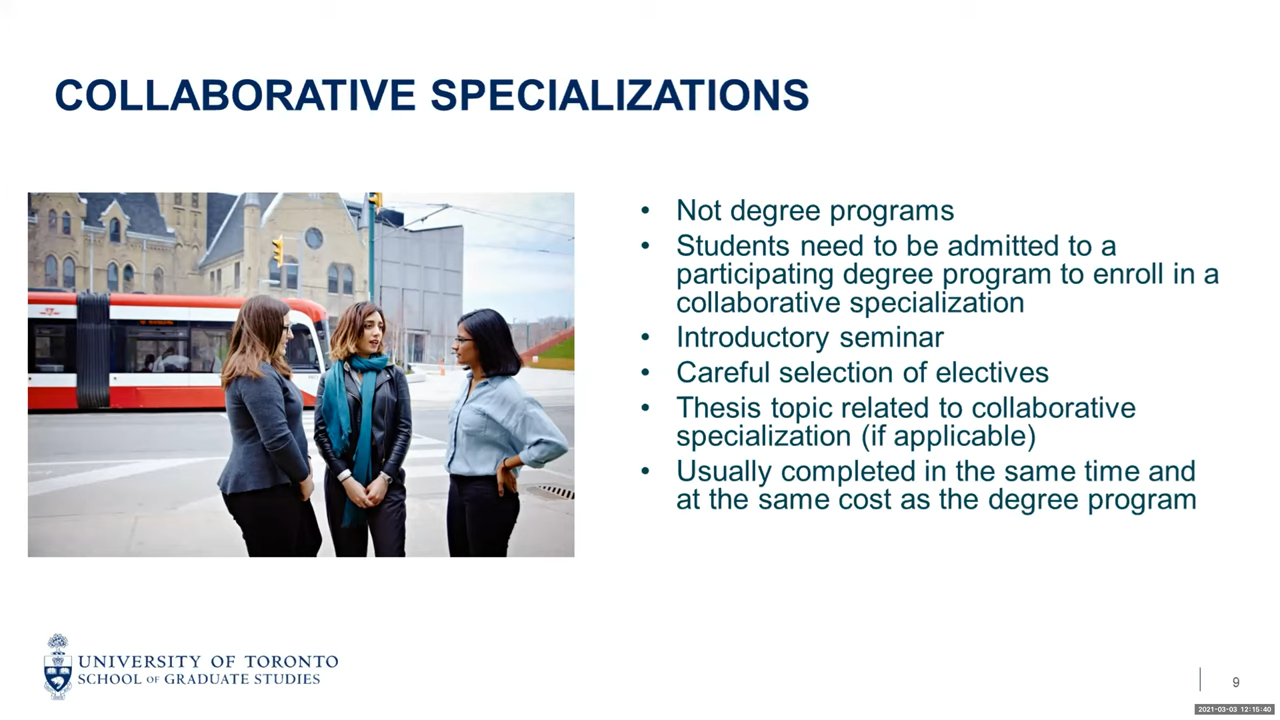 COLLABORATIVE SPECIALIZATIONS
• Not degree programs
• Students need to be admitted to a
participating degree program to enroll in a
collaborative specialization
• Introductory seminar
• Careful selection of electives
• Thesis topic related to collaborative
specialization (if applicable)
• Usually completed in the same time and
at the same cost as the degree program
UNIVERSITY OF TORONTO
SCHOOL OF GRADUATE STUDIES
9
2021-03-03 12:15:40